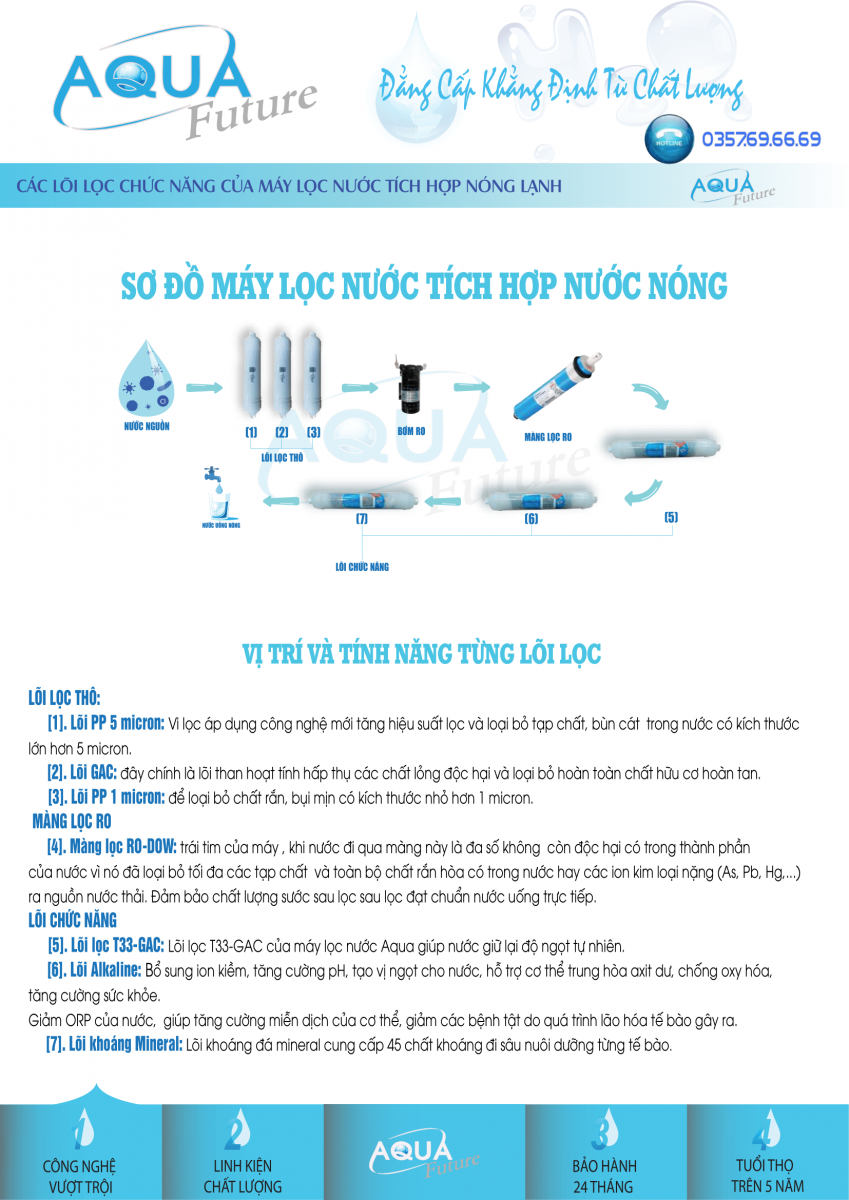 AQUA
Future
Đẳng Cấp Khẳng Định Từ Chất Lượng
HOTLINE
0357.69.66.69
CÁC LÕI LỌC CHỨC NĂNG CỦA MÁY LỌC NƯỚC TÍCH HỢP NÓNG LẠNH
AQUA
Future
SƠ ĐỒ MÁY LỌC NƯỚC TÍCH HỢP NƯỚC NÓNG
NƯỚC NGUỒN
(1)
(2)
(3)
LÕI LỌC THÔ
BƠM RO
MÀNG LỌC RO
AQUA
Future
NƯỚC UỐNG NÓNG
(7)
(6)
(5)
LÕI CHỨC NĂNG
VỊ TRÍ VÀ TÍNH NĂNG TỪNG LÕI LỌC
LÕI LỌC THÔ:
[1]. Lõi PP 5 micron: Vì lọc áp dụng công nghệ mới tăng hiệu suất lọc và loại bỏ tạp chất, bùn cát trong nước có kích thước
lớn hơn 5 micron.
[2]. Lõi GAC: đây chính là lõi than hoạt tính hấp thụ các chất lỏng độc hại và loại bỏ hoàn toàn chất hữu cơ hoàn tan.
[3]. Lõi PP 1 micron: để loại bỏ chất rắn, bụi mịn có kích thước nhỏ hơn 1 micron.
MÀNG LỌC RO
[4]. Màng lọc RO-DOW: trái tim của máy , khi nước đi qua màng này là đa số không còn độc hại có trong thành phần
của nước vì nó đã loại bỏ tối đa các tạp chất và toàn bộ chất rắn hòa có trong nước hay các ion kim loại nặng (As, Pb, Hg,...)
ra nguồn nước thải. Đảm bảo chất lượng sước sau lọc sau lọc đạt chuẩn nước uống trực tiếp.
LÕI CHỨC NĂNG
[5]. Lõi lọc T33-GAC: Lõi lọc T33-GAC của máy lọc nước Aqua giúp nước giữ lại độ ngọt tự nhiên.
[6]. Lõi Alkaline: Bổ sung ion kiềm, tăng cường pH, tạo vị ngọt cho nước, hỗ trợ cơ thể trung hòa axit dư, chống oxy hóa,
tăng cường sức khỏe.
Giảm ORP của nước, giúp tăng cường miễn dịch của cơ thể, giảm các bệnh tật do quá trình lão hóa tế bào gây ra.
[7]. Lõi khoáng Mineral: Lõi khoáng đá mineral cung cấp 45 chất khoáng đi sâu nuôi dưỡng từng tế bào.
1
CÔNG NGHỆ
VƯỢT TRỘI
2
LINH KIỆN
CHẤT LƯỢNG
AQUA
Future
3
BẢO HÀNH
24 THÁNG
4
TUỔI THỌ
TRÊN 5 NĂM